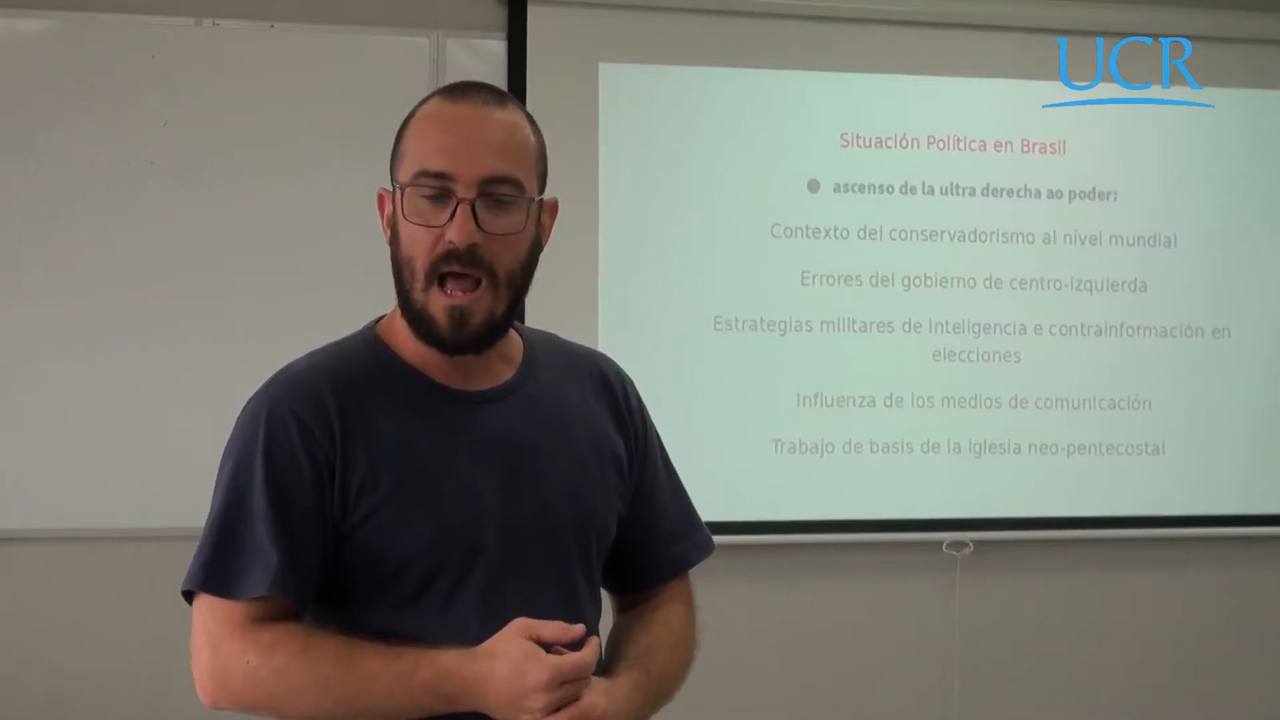 UCR
Situación Política en Brasil
ascenso de la ultra derecha ao poder:
Contexto del conservadorismo al nivel mundial
Errores del gobierno de centro-izquierda
Estrategias militares de Inteligencia e contrainformación en
elecciones
Influenza de los medios de comunicación
Trabajo de basis de la Iglesia neo-pentecostal